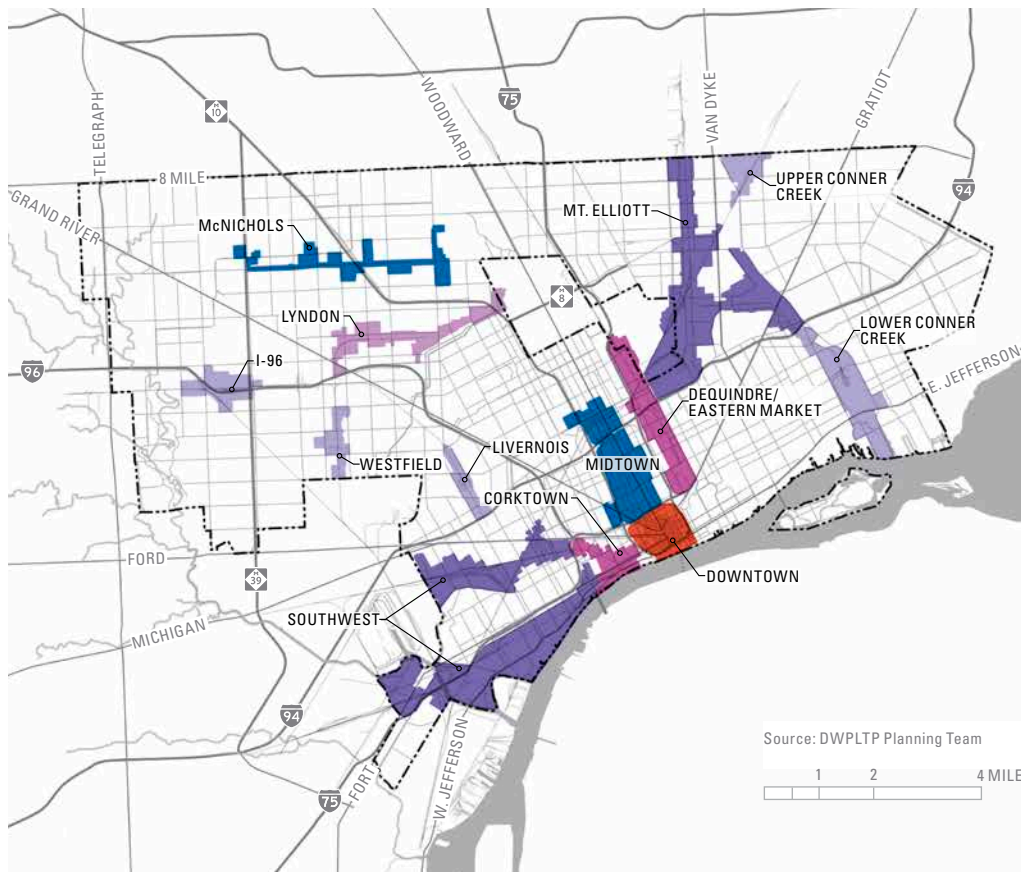 WOODWARD
75
VAN DYKE
GRATIOT
TELEGRAPH
M
10
8 MILE
UPPER CONNER
CREEK
94
GRAND RIVER
MT. ELLIOTT
McNICHOLS
M
8
LYNDON
LOWER CONNER
CREEK
I-96
96
E. JEFFERSON
DEQUINDRE/
EASTERN MARKET
LIVERNOIS
WESTFIELD
MIDTOWN
CORKTOWN
FORD
DOWNTOWN
M
39
SOUTHWEST
MICHIGAN
94
W. JEFFERSON
FORT
75
Source: DWPLTP Planning Team
1 2 4 MILE